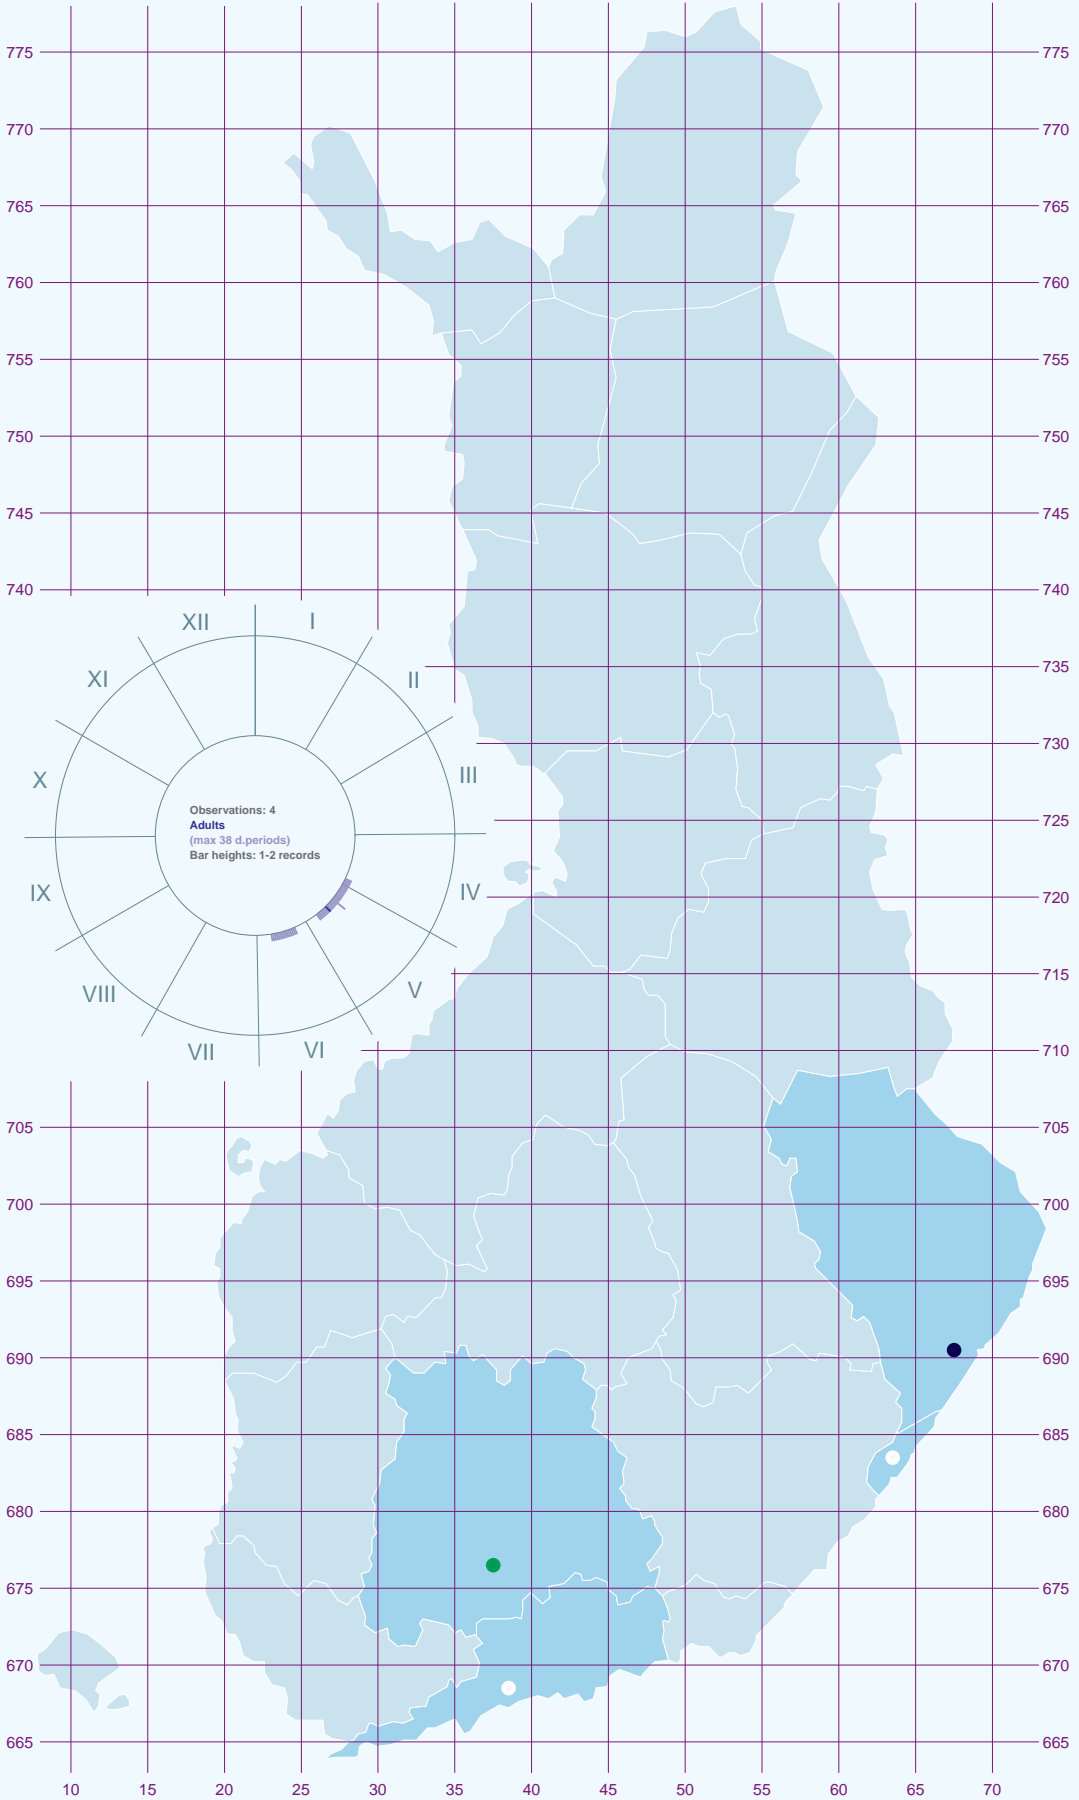 775 775
770 770
765 765
760 760
755 755
750 750
745 745
740 740
XII I
XI II
735
730
X III
725
Observations: 4
Adults
(max 38 d.periods)
Bar heights: 1-2 records
IX IV
720
VIII V
715
VII VI
710
705 705
700 700
695 695
690 690
685 685
680 680
675 675
670 670
665 665
10 15 20 25 30 35 40 45 50 55 60 65 70